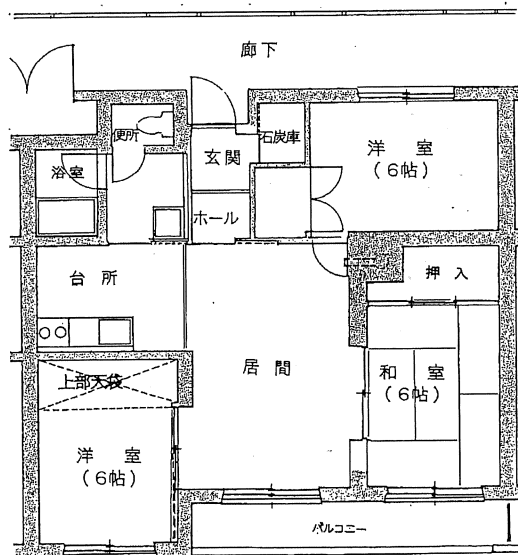 廊下
便所
石炭庫
洋室
(6帖)
玄関
浴室
ホール
台所
押入
居間
和室
(6帖)
上部天袋
洋室
(6帖)
バルコニー